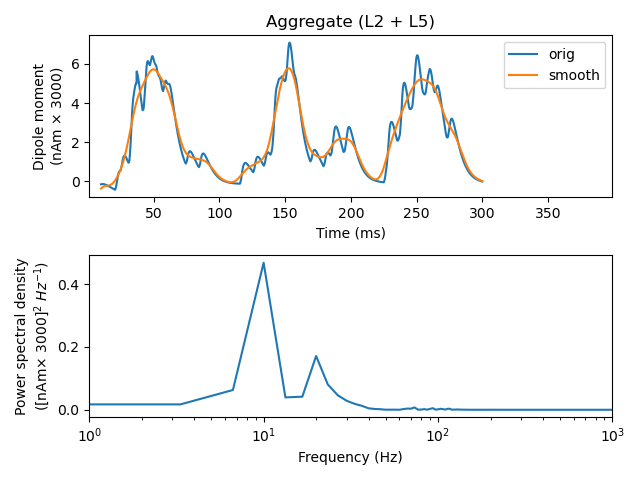 Aggregate (L2 + L5)
Dipole moment
(nAm × 3000)
6
4
2
0
orig
smooth
50
100
150
200
250
300
350
Time (ms)
Power spectral density
([nAm× 3000]² Hz⁻¹)
0.4
0.2
0.0
10⁰
10¹
10²
10³
Frequency (Hz)